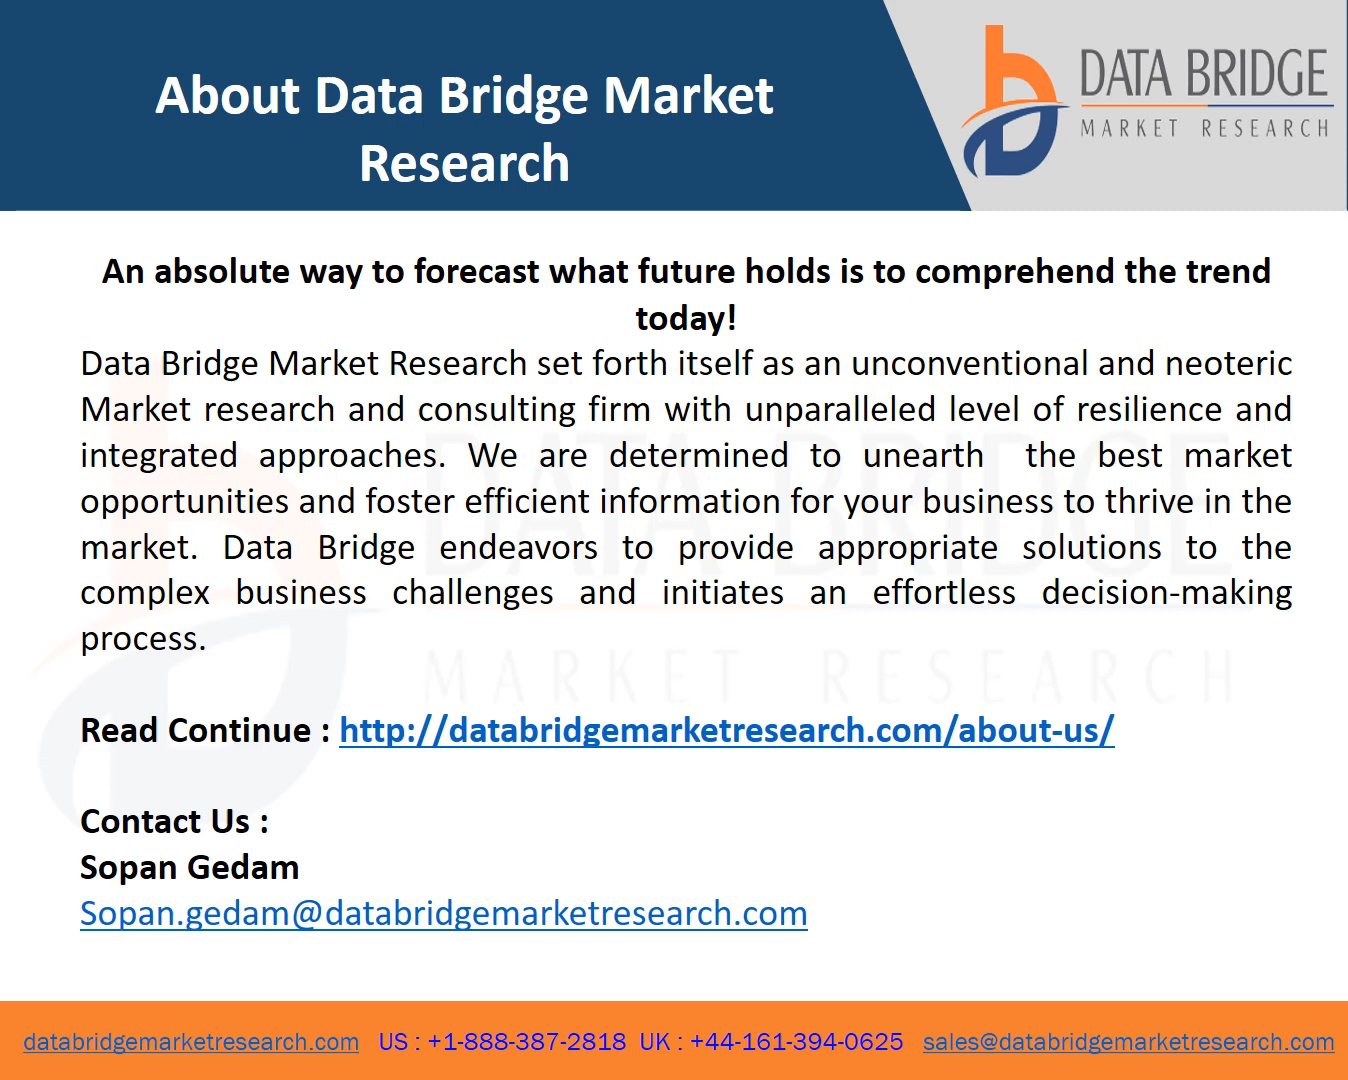 About Data Bridge Market
Research
DATA BRIDGE
MARKET RESEARCH
An absolute way to forecast what future holds is to comprehend the trend
today!
Data Bridge Market Research set forth itself as an unconventional and neoteric
Market research and consulting firm with unparalleled level of resilience and
integrated approaches. We are determined to unearth the best market
opportunities and foster efficient information for your business to thrive in the
market. Data Bridge endeavors to provide appropriate solutions to the
complex business challenges and initiates an effortless decision-making
process.
DATA BRIDGE
MARKET RESEARCH
Read Continue : http://databridgemarketresearch.com/about-us/
Contact Us :
Sopan Gedam
Sopan.gedam@databridgemarketresearch.com
databridgemarketresearch.com US : +1-888-387-2818 UK : +44-161-394-0625 sales@databridgemarketresearch.com